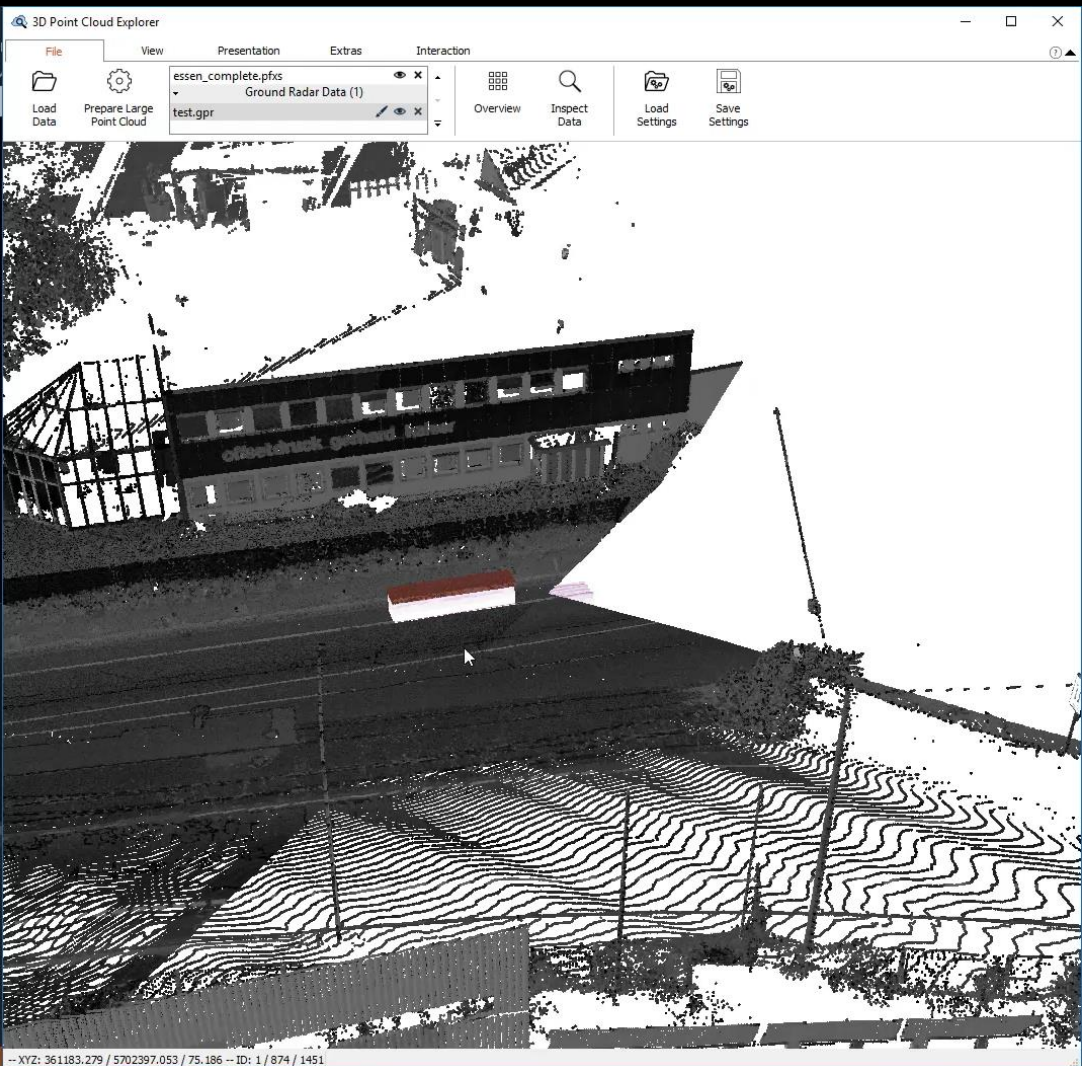 3D Point Cloud Explorer
File View Presentation Extras Interaction
Load Data
Prepare Large Point Cloud
essen_complete.pfxs
Ground Radar Data (1)
test.gpr
Overview
Inspect Data
Load Settings
Save Settings
offsetdruck gerhard
-- XYZ: 361183.279 / 5702397.053 / 75.186 -- ID: 1 / 874 / 1451